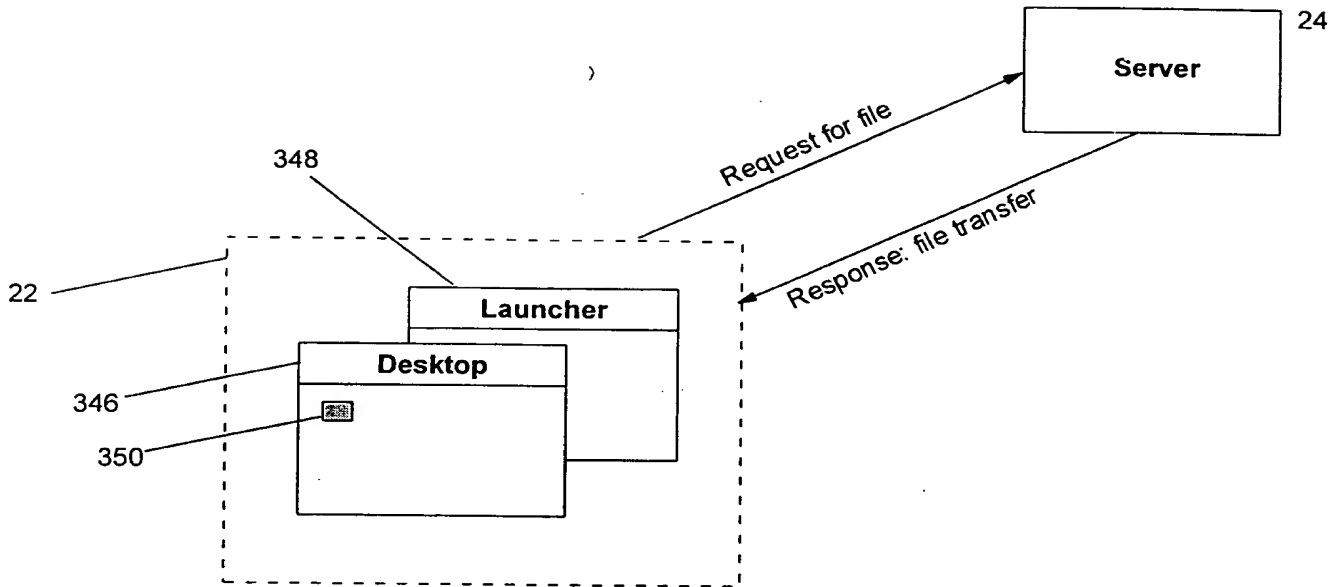 24
Server
Request for file
348
Response: file transfer
22
Launcher
Desktop
346
350